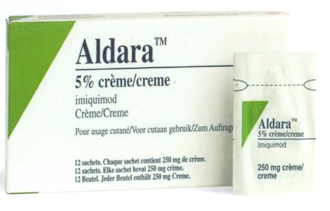 Aldara™
5% crème/creme
imiquimod
Crème/Creme
Pour usage cutané/Voor cutaan gebruik/Zum Auftrage
12 sachets. Chaque sachet contient 250 mg de crème.
12 sachets. Elke sachet bevat 250 mg crème.
12 Beutel. Jeder Beutel enthält 250 mg Creme.
Aldara™
5% crème/creme
Imiquimod
250 mg crème/
creme